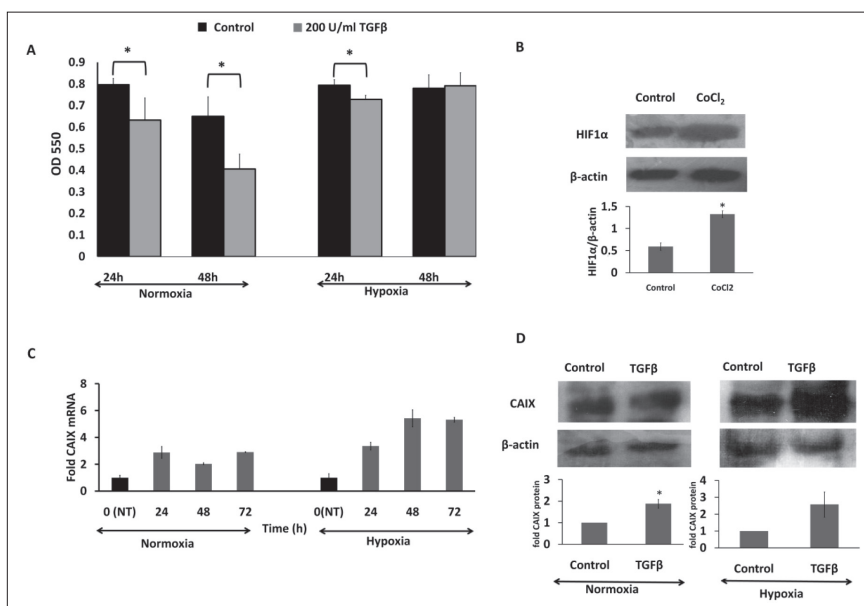 Control 200 U/ml TGFβ
A
*
*
*
0.9
0.8
0.7
0.6
0.5
0.4
0.3
0.2
0.1
0
OD 550
24h 48h 24h 48h
Normoxia Hypoxia
B
Control CoCl₂
HIF1α
β-actin
1.5
1
0.5
0
HIF1α/β-actin
*
Control CoCl2
C
8
6
4
2
0
Fold CAIX mRNA
0 (NT) 24 48 72 0(NT) 24 48 72
Time (h)
Normoxia Hypoxia
D
Control TGFβ Control TGFβ
CAIX
β-actin
3
2
1
0
fold CAIX protein
*
Control TGFβ
Normoxia
4
3
2
1
0
fold CAIX protein
Control TGFβ
Hypoxia